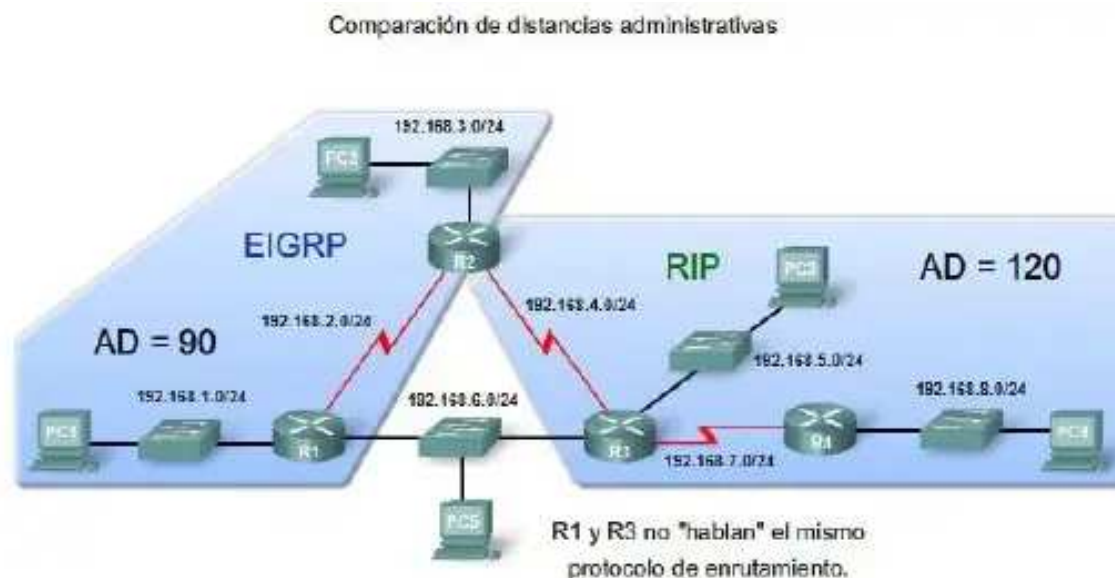 Comparación de distancias administrativas
192.168.3.0/24
PC2
EIGRP
R2
RIP
AD = 120
PC3
192.168.2.0/24
192.168.4.0/24
AD = 90
192.168.5.0/24
192.168.1.0/24
192.168.6.0/24
192.168.8.0/24
PC1
R1
R3
R4
PC4
192.168.7.0/24
PC5
R1 y R3 no "hablan" el mismo
protocolo de enrutamiento.